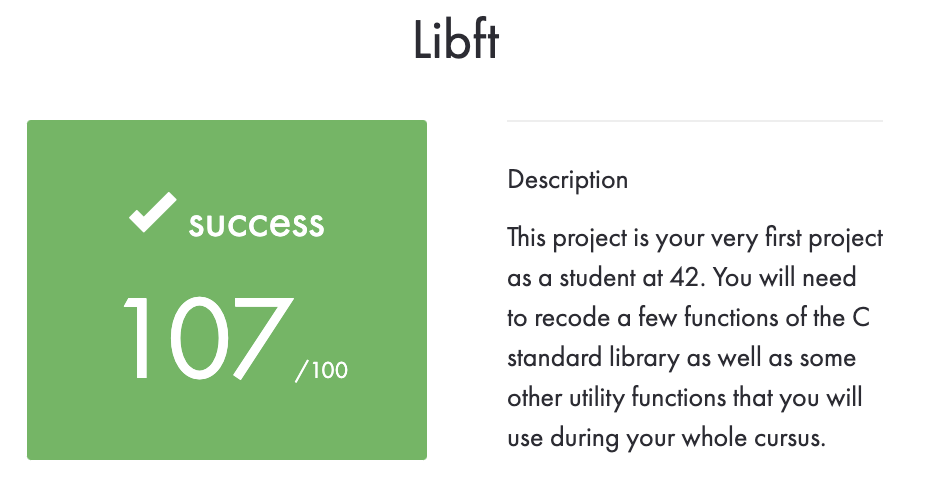 Libft
success
107 /100
Description
This project is your very first project
as a student at 42. You will need
to recode a few functions of the C
standard library as well as some
other utility functions that you will
use during your whole cursus.